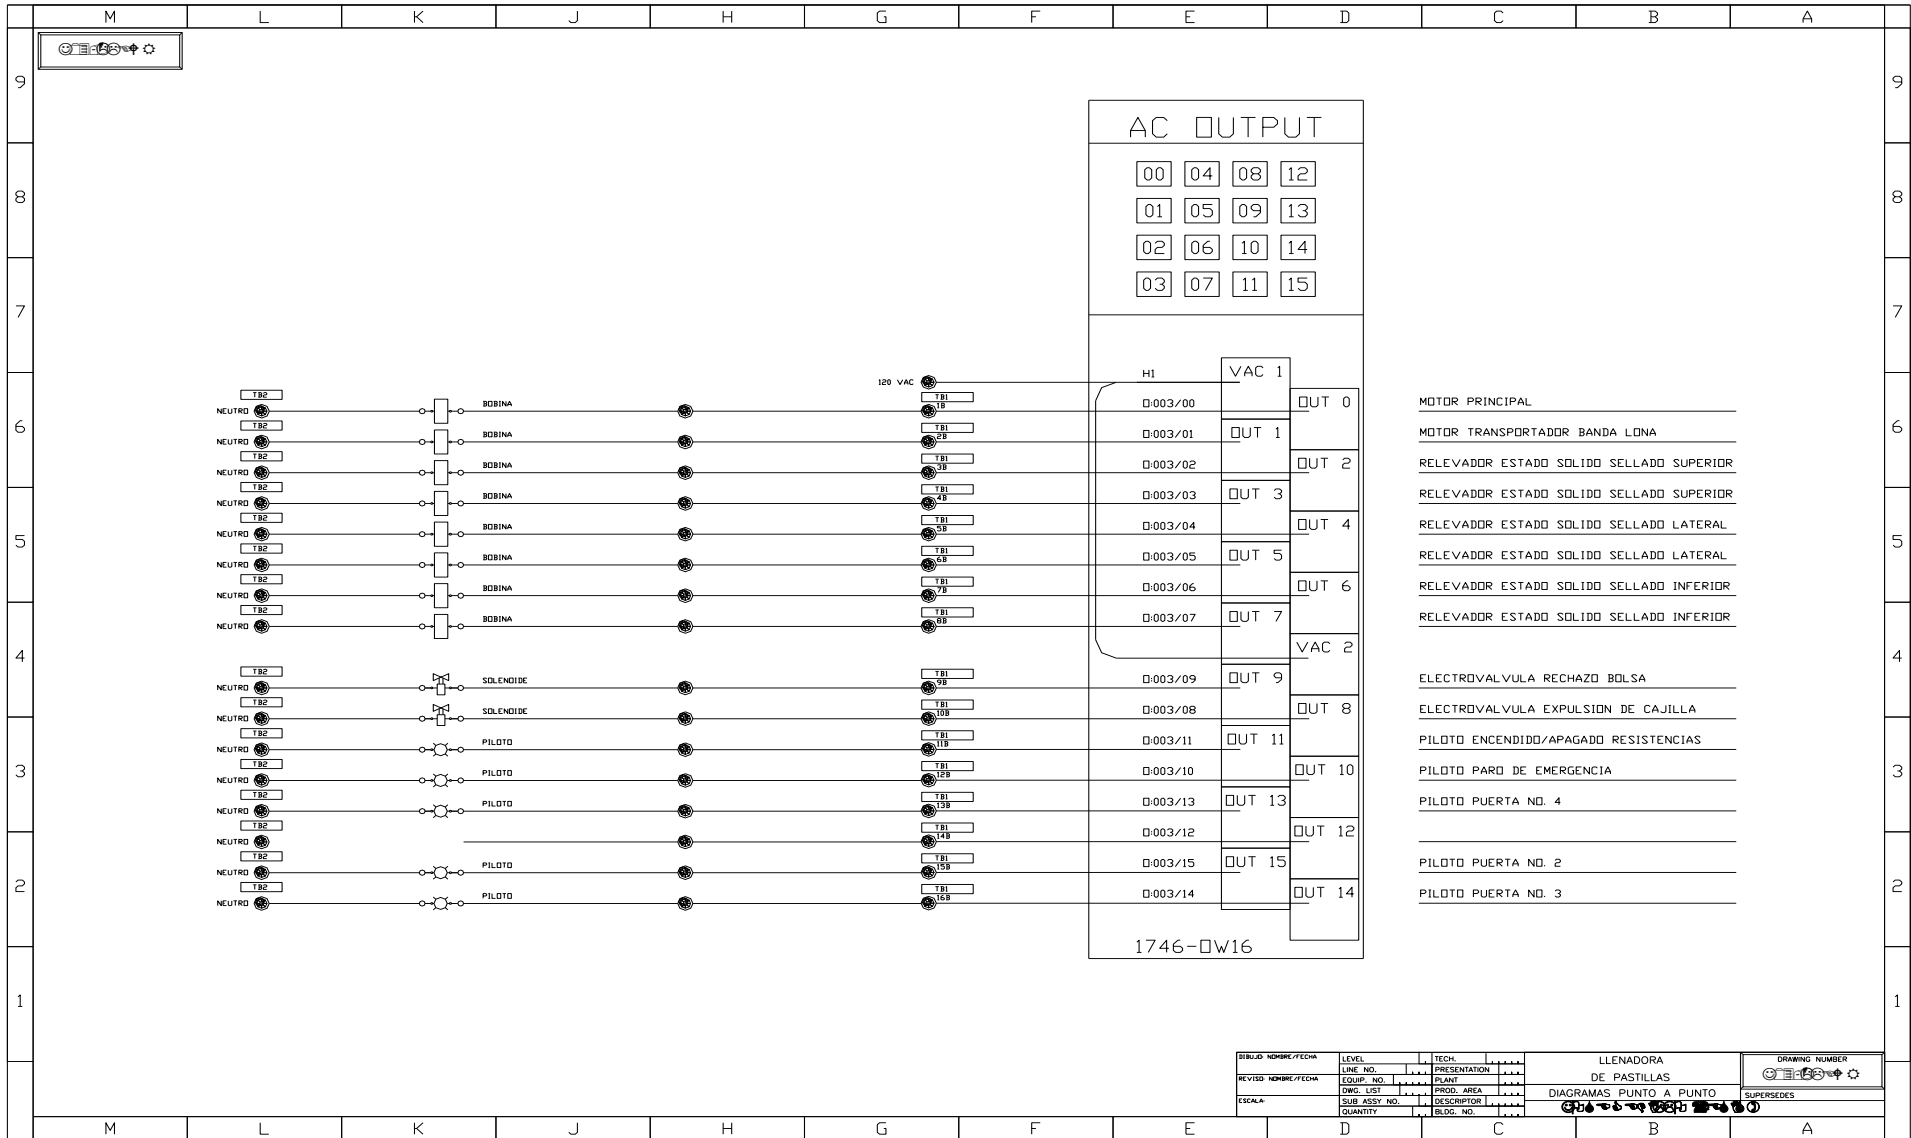 M L K J H G F E D C B A
9 9
AC OUTPUT
00 04 08 12
8 8
01 05 09 13
02 06 10 14
03 07 11 15
7 7
120 VAC H1 VAC 1
TB2 TB1
NEUTRO BOBINA 1B O:003/00 OUT 0 MOTOR PRINCIPAL
6 6
TB2 TB1
NEUTRO BOBINA 2B O:003/01 OUT 1 MOTOR TRANSPORTADOR BANDA LONA
TB2 TB1
NEUTRO BOBINA 3B O:003/02 OUT 2 RELEVADOR ESTADO SOLIDO SELLADO SUPERIOR
TB2 TB1
NEUTRO BOBINA 4B O:003/03 OUT 3 RELEVADOR ESTADO SOLIDO SELLADO SUPERIOR
TB2 TB1
NEUTRO BOBINA 5B O:003/04 OUT 4 RELEVADOR ESTADO SOLIDO SELLADO LATERAL
5 5
TB2 TB1
NEUTRO BOBINA 6B O:003/05 OUT 5 RELEVADOR ESTADO SOLIDO SELLADO LATERAL
TB2 TB1
NEUTRO BOBINA 7B O:003/06 OUT 6 RELEVADOR ESTADO SOLIDO SELLADO INFERIOR
TB2 TB1
NEUTRO BOBINA 8B O:003/07 OUT 7 RELEVADOR ESTADO SOLIDO SELLADO INFERIOR
4 VAC 2 4
TB2 TB1
NEUTRO SOLENOIDE 9B O:003/09 OUT 9 ELECTROVALVULA RECHAZO BOLSA
TB2 TB1
NEUTRO SOLENOIDE 10B O:003/08 OUT 8 ELECTROVALVULA EXPULSION DE CAJILLA
TB2 TB1
NEUTRO PILOTO 11B O:003/11 OUT 11 PILOTO ENCENDIDO/APAGADO RESISTENCIAS
3 3
TB2 TB1
NEUTRO PILOTO 12B O:003/10 OUT 10 PILOTO PARO DE EMERGENCIA
TB2 TB1
NEUTRO PILOTO 13B O:003/13 OUT 13 PILOTO PUERTA NO. 4
TB2 TB1
NEUTRO 14B O:003/12 OUT 12
TB2 TB1
NEUTRO PILOTO 15B O:003/15 OUT 15 PILOTO PUERTA NO. 2
2 2
TB2 TB1
NEUTRO PILOTO 16B O:003/14 OUT 14 PILOTO PUERTA NO. 3
1746-OW16
1 1
DIBUJO: NOMBRE/FECHA LEVEL TECH. LLENADORA DRAWING NUMBER
LINE NO. PRESENTATION
REVISO: NOMBRE/FECHA EQUIP. NO. PLANT DE PASTILLAS
DWG. LIST PROD. AREA DIAGRAMAS PUNTO A PUNTO SUPERSEDES
ESCALA: SUB ASSY NO. DESCRIPTOR
QUANTITY BLDG. NO.
M L K J H G F E D C B A